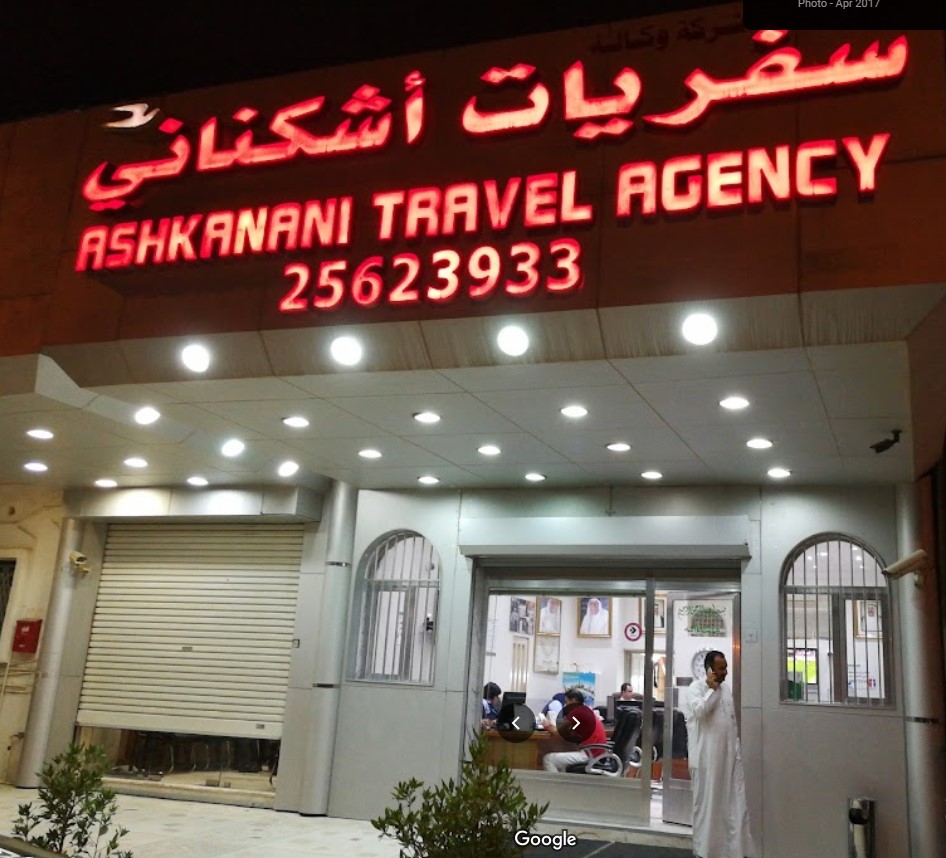 Photo - Apr 2017
شركة وكالة
سفريات أشكناني
ASHKANANI TRAVEL AGENCY
25623933
Google